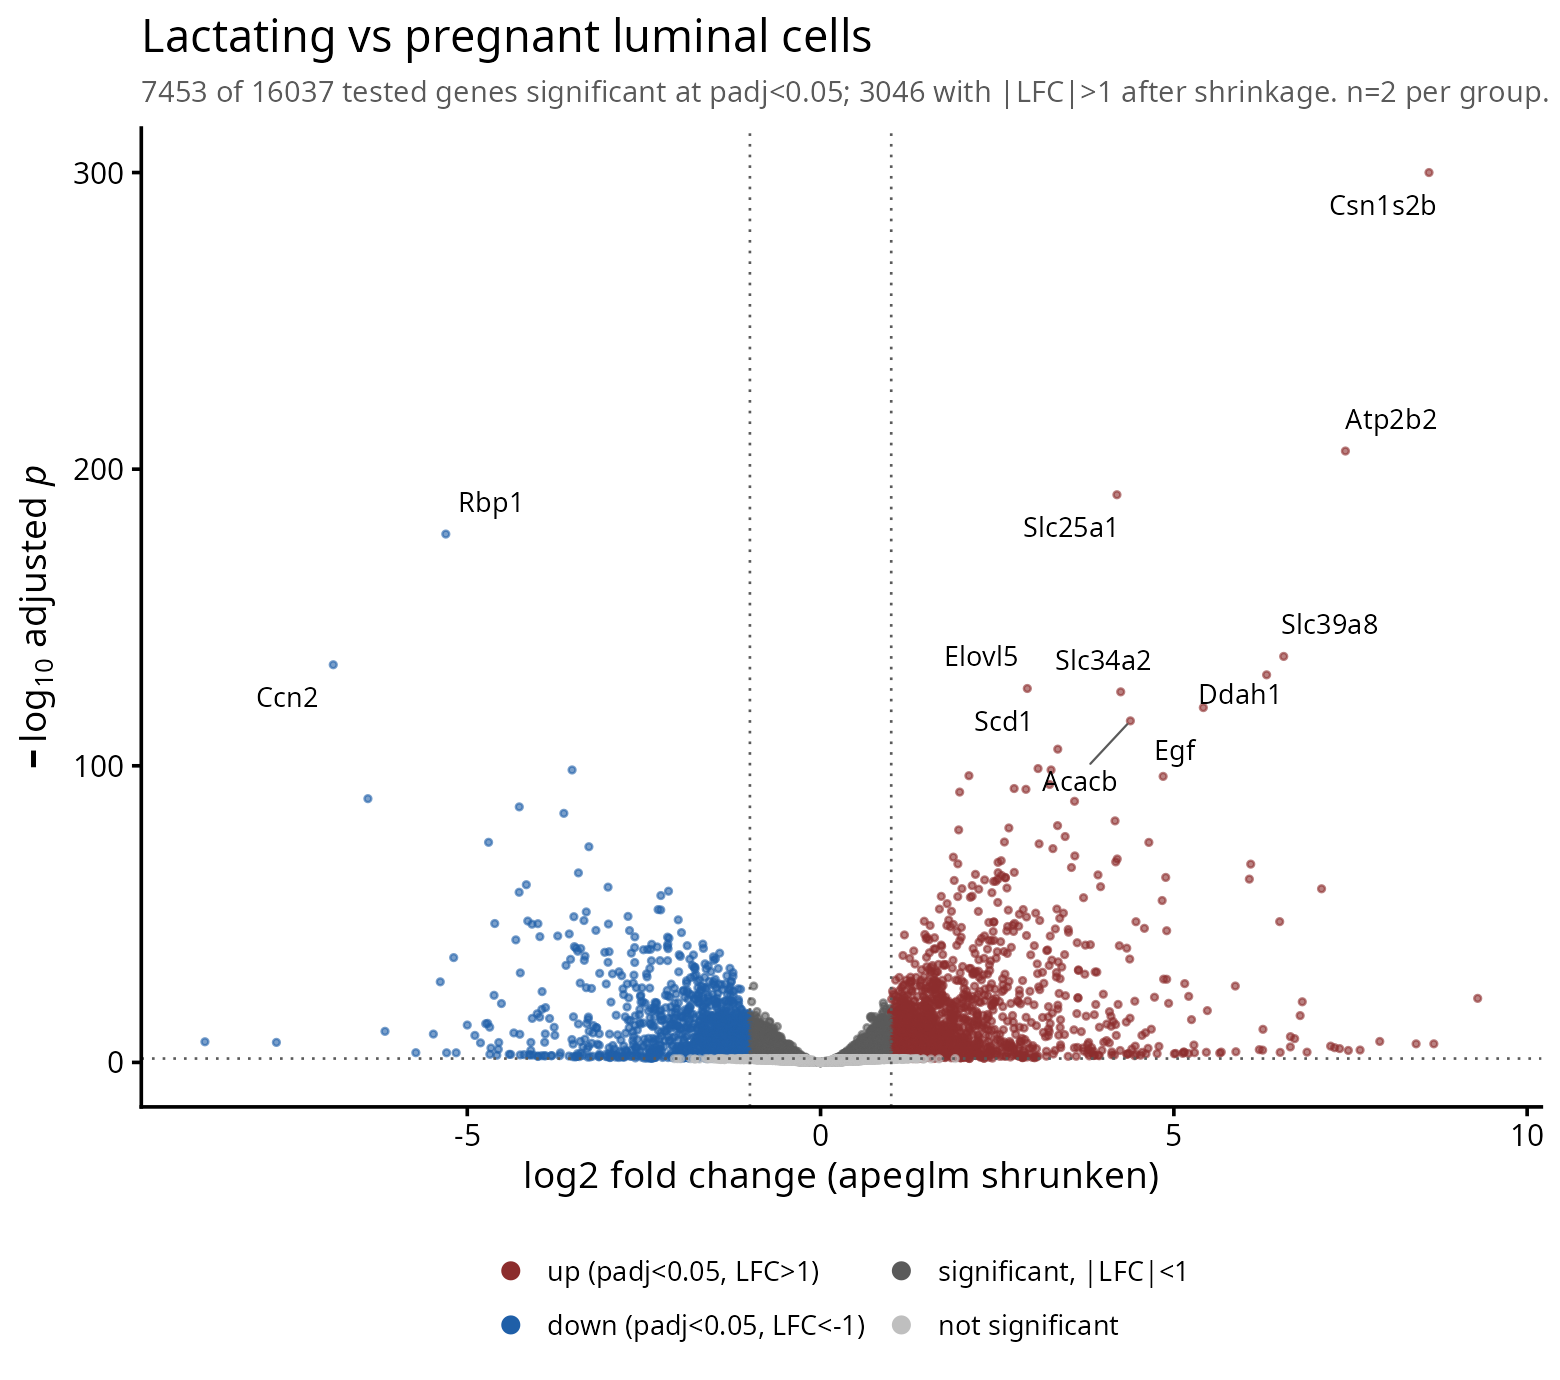 Lactating vs pregnant luminal cells
7453 of 16037 tested genes significant at padj<0.05; 3046 with |LFC|>1 after shrinkage. n=2 per group.
300
Csn1s2b
Atp2b2
200
Rbp1
Slc25a1
Slc39a8
Elovl5
Slc34a2
Ccn2
Ddah1
Scd1
Egf
100
Acacb
0
− log10 adjusted p
-5
0
5
10
log2 fold change (apeglm shrunken)
up (padj<0.05, LFC>1)
significant, |LFC|<1
down (padj<0.05, LFC<-1)
not significant